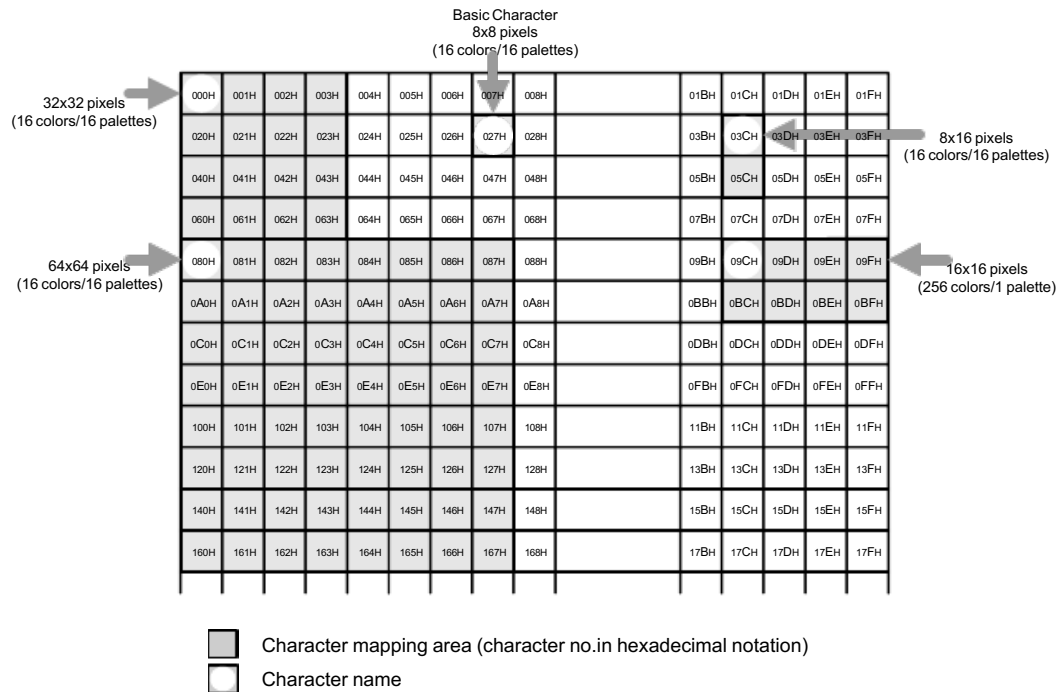 Basic Character
8x8 pixels
(16 colors/16 palettes)
32x32 pixels
(16 colors/16 palettes)
000H 001H 002H 003H 004H 005H 006H 007H 008H 01BH 01CH 01DH 01EH 01FH
020H 021H 022H 023H 024H 025H 026H 027H 028H 03BH 03CH 03DH 03EH 03FH
8x16 pixels
(16 colors/16 palettes)
040H 041H 042H 043H 044H 045H 046H 047H 048H 05BH 05CH 05DH 05EH 05FH
060H 061H 062H 063H 064H 065H 066H 067H 068H 07BH 07CH 07DH 07EH 07FH
64x64 pixels
(16 colors/16 palettes)
080H 081H 082H 083H 084H 085H 086H 087H 088H 09BH 09CH 09DH 09EH 09FH
16x16 pixels
(256 colors/1 palette)
0A0H 0A1H 0A2H 0A3H 0A4H 0A5H 0A6H 0A7H 0A8H 0BBH 0BCH 0BDH 0BEH 0BFH
0C0H 0C1H 0C2H 0C3H 0C4H 0C5H 0C6H 0C7H 0C8H 0DBH 0DCH 0DDH 0DEH 0DFH
0E0H 0E1H 0E2H 0E3H 0E4H 0E5H 0E6H 0E7H 0E8H 0FBH 0FCH 0FDH 0FEH 0FFH
100H 101H 102H 103H 104H 105H 106H 107H 108H 11BH 11CH 11DH 11EH 11FH
120H 121H 122H 123H 124H 125H 126H 127H 128H 13BH 13CH 13DH 13EH 13FH
140H 141H 142H 143H 144H 145H 146H 147H 148H 15BH 15CH 15DH 15EH 15FH
160H 161H 162H 163H 164H 165H 166H 167H 168H 17BH 17CH 17DH 17EH 17FH
Character mapping area (character no.in hexadecimal notation)
Character name